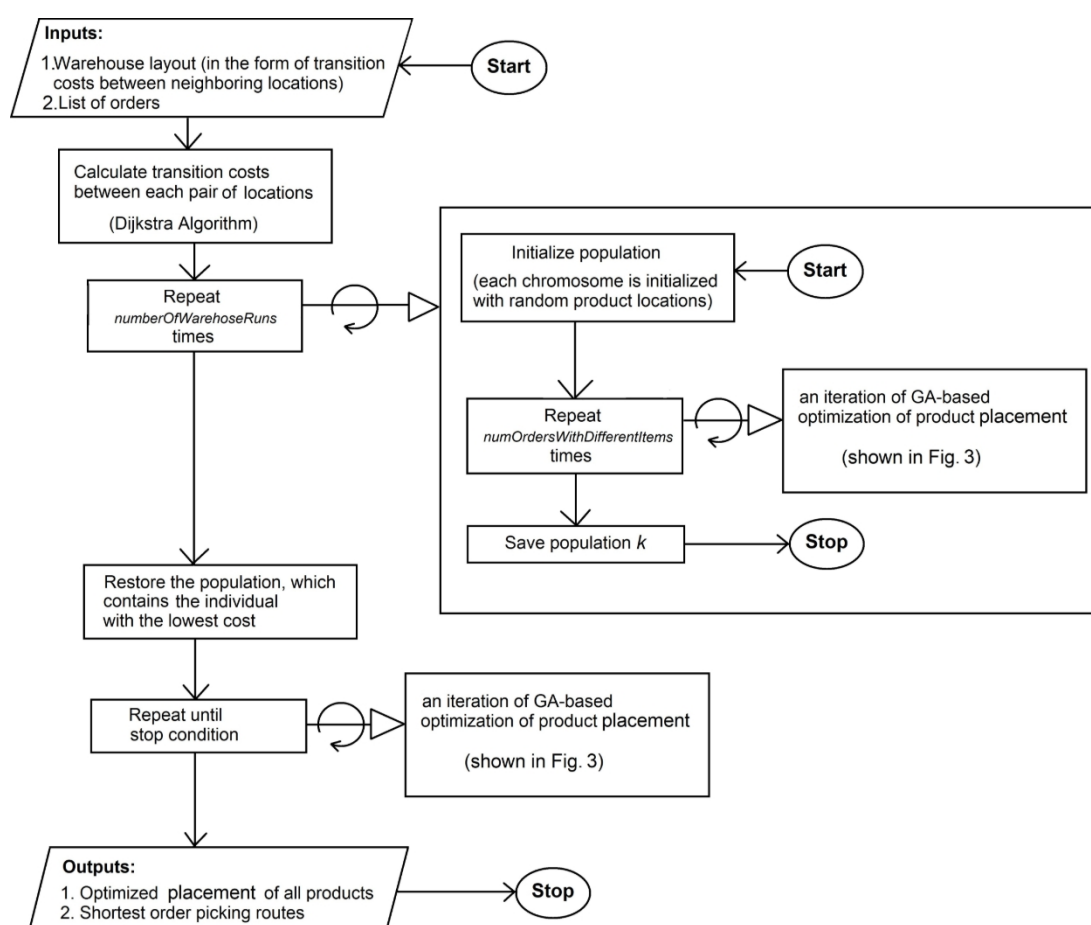 Inputs:
1.Warehouse layout (in the form of transition
costs between neighboring locations)
2.List of orders
Start
Calculate transition costs
between each pair of locations
(Dijkstra Algorithm)
Repeat
numberOfWarehoseRuns
times
Initialize population
(each chromosome is initialized
with random product locations)
Start
Repeat
numOrdersWithDifferentItems
times
an iteration of GA-based
optimization of product placement
(shown in Fig. 3)
Save population k
Stop
Restore the population, which
contains the individual
with the lowest cost
Repeat until
stop condition
an iteration of GA-based
optimization of product placement
(shown in Fig. 3)
Outputs:
1. Optimized placement of all products
2. Shortest order picking routes
Stop